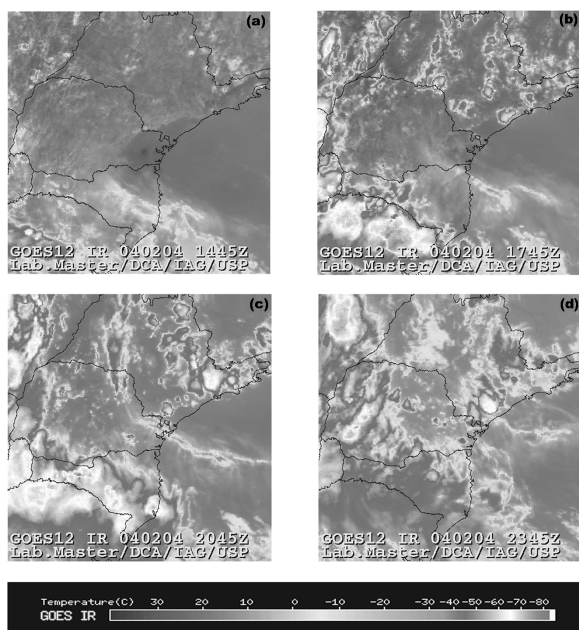 (a)
GOES12 IR 040204 1445Z
Lab.Master/DCA/IAG/USP
(b)
GOES12 IR 040204 1745Z
Lab.Master/DCA/IAG/USP
(c)
GOES12 IR 040204 2045Z
Lab.Master/DCA/IAG/USP
(d)
GOES12 IR 040204 2345Z
Lab.Master/DCA/IAG/USP
Temperature(C) 30 20 10 0 -10 -20 -30 -40 -50 -60 -70 -80
GOES IR